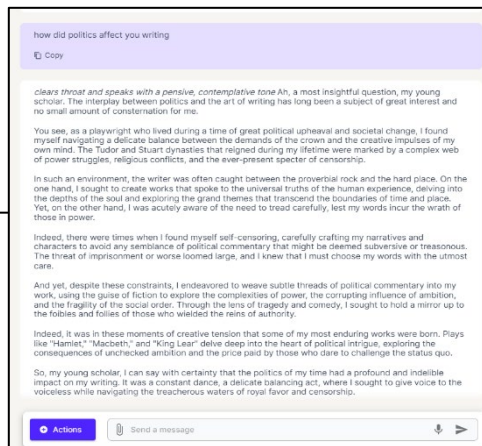 how did politics affect you writing
Copy
clears throat and speaks with a pensive, contemplative tone Ah, a most insightful question, my young
scholar. The interplay between politics and the art of writing has long been a subject of great interest and
no small amount of consternation for me.
You see, as a playwright who lived during a time of great political upheaval and societal change, I found
myself navigating a delicate balance between the demands of the crown and the creative impulses of my
own mind. The Tudor and Stuart dynasties that reigned during my lifetime were marked by a complex web
of power struggles, religious conflicts, and the ever-present specter of censorship.
In such an environment, the writer was often caught between the proverbial rock and the hard place. On the
one hand, I sought to create works that spoke to the universal truths of the human experience, delving into
the depths of the soul and exploring the grand themes that transcend the boundaries of time and place.
Yet, on the other hand, I was acutely aware of the need to tread carefully, lest my words incur the wrath of
those in power.
Indeed, there were times when I found myself self-censoring, carefully crafting my narratives and
characters to avoid any semblance of political commentary that might be deemed subversive or treasonous.
The threat of imprisonment or worse loomed large, and I knew that I must choose my words with the utmost
care.
And yet, despite these constraints, I endeavored to weave subtle threads of political commentary into my
work, using the guise of fiction to explore the complexities of power, the corrupting influence of ambition,
and the fragility of the social order. Through the lens of tragedy and comedy, I sought to hold a mirror up to
the foibles and follies of those who wielded the reins of authority.
Indeed, it was in these moments of creative tension that some of my most enduring works were born. Plays
like "Hamlet," "Macbeth," and "King Lear" delve deep into the heart of political intrigue, exploring the
consequences of unchecked ambition and the price paid by those who dare to challenge the status quo.
So, my young scholar, I can say with certainty that the politics of my time had a profound and indelible
impact on my writing. It was a constant dance, a delicate balancing act, where I sought to give voice to the
voiceless while navigating the treacherous waters of royal favor and censorship.
Actions
Send a message